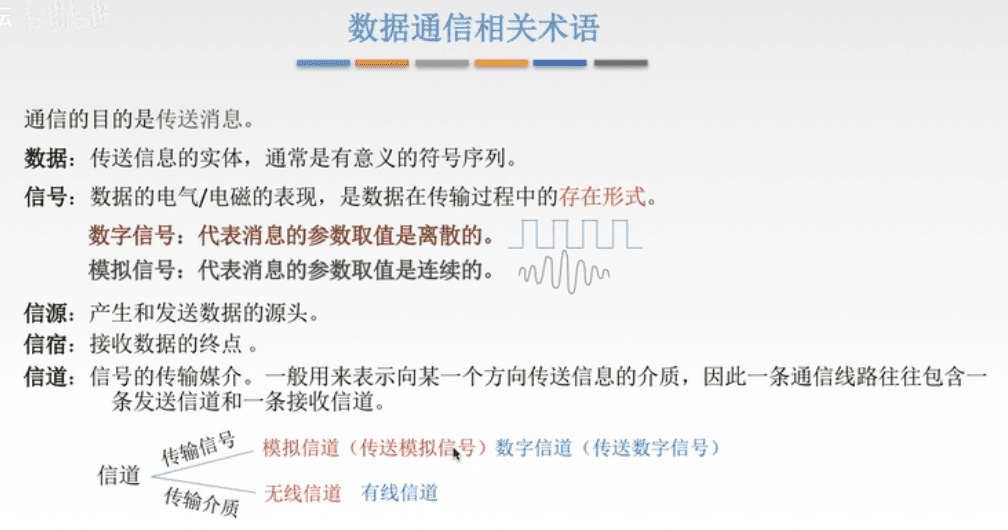 数据通信相关术语
通信的目的是传送消息。
数据：传送信息的实体，通常是有意义的符号序列。
信号：数据的电气/电磁的表现，是数据在传输过程中的存在形式。
数字信号：代表消息的参数取值是离散的。
模拟信号：代表消息的参数取值是连续的。
信源：产生和发送数据的源头。
信宿：接收数据的终点 。
信道：信号的传输媒介。一般用来表示向某一个方向传送信息的介质，因此一条通信线路往往包含一
条发送信道和一条接收信道。
传输信号 模拟信道（传送模拟信号）数字信道（传送数字信号）
信道
传输介质 无线信道 有线信道